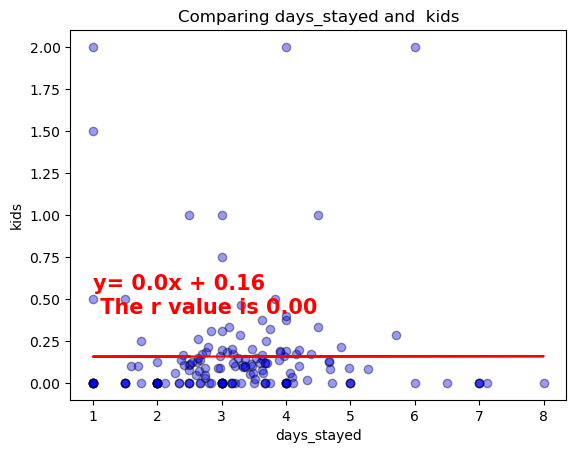 Comparing days_stayed and  kids
2.00
1.75
1.50
1.25
1.00
0.75
0.50
0.25
0.00
kids
y= 0.0x + 0.16
The r value is 0.00
1 2 3 4 5 6 7 8
days_stayed